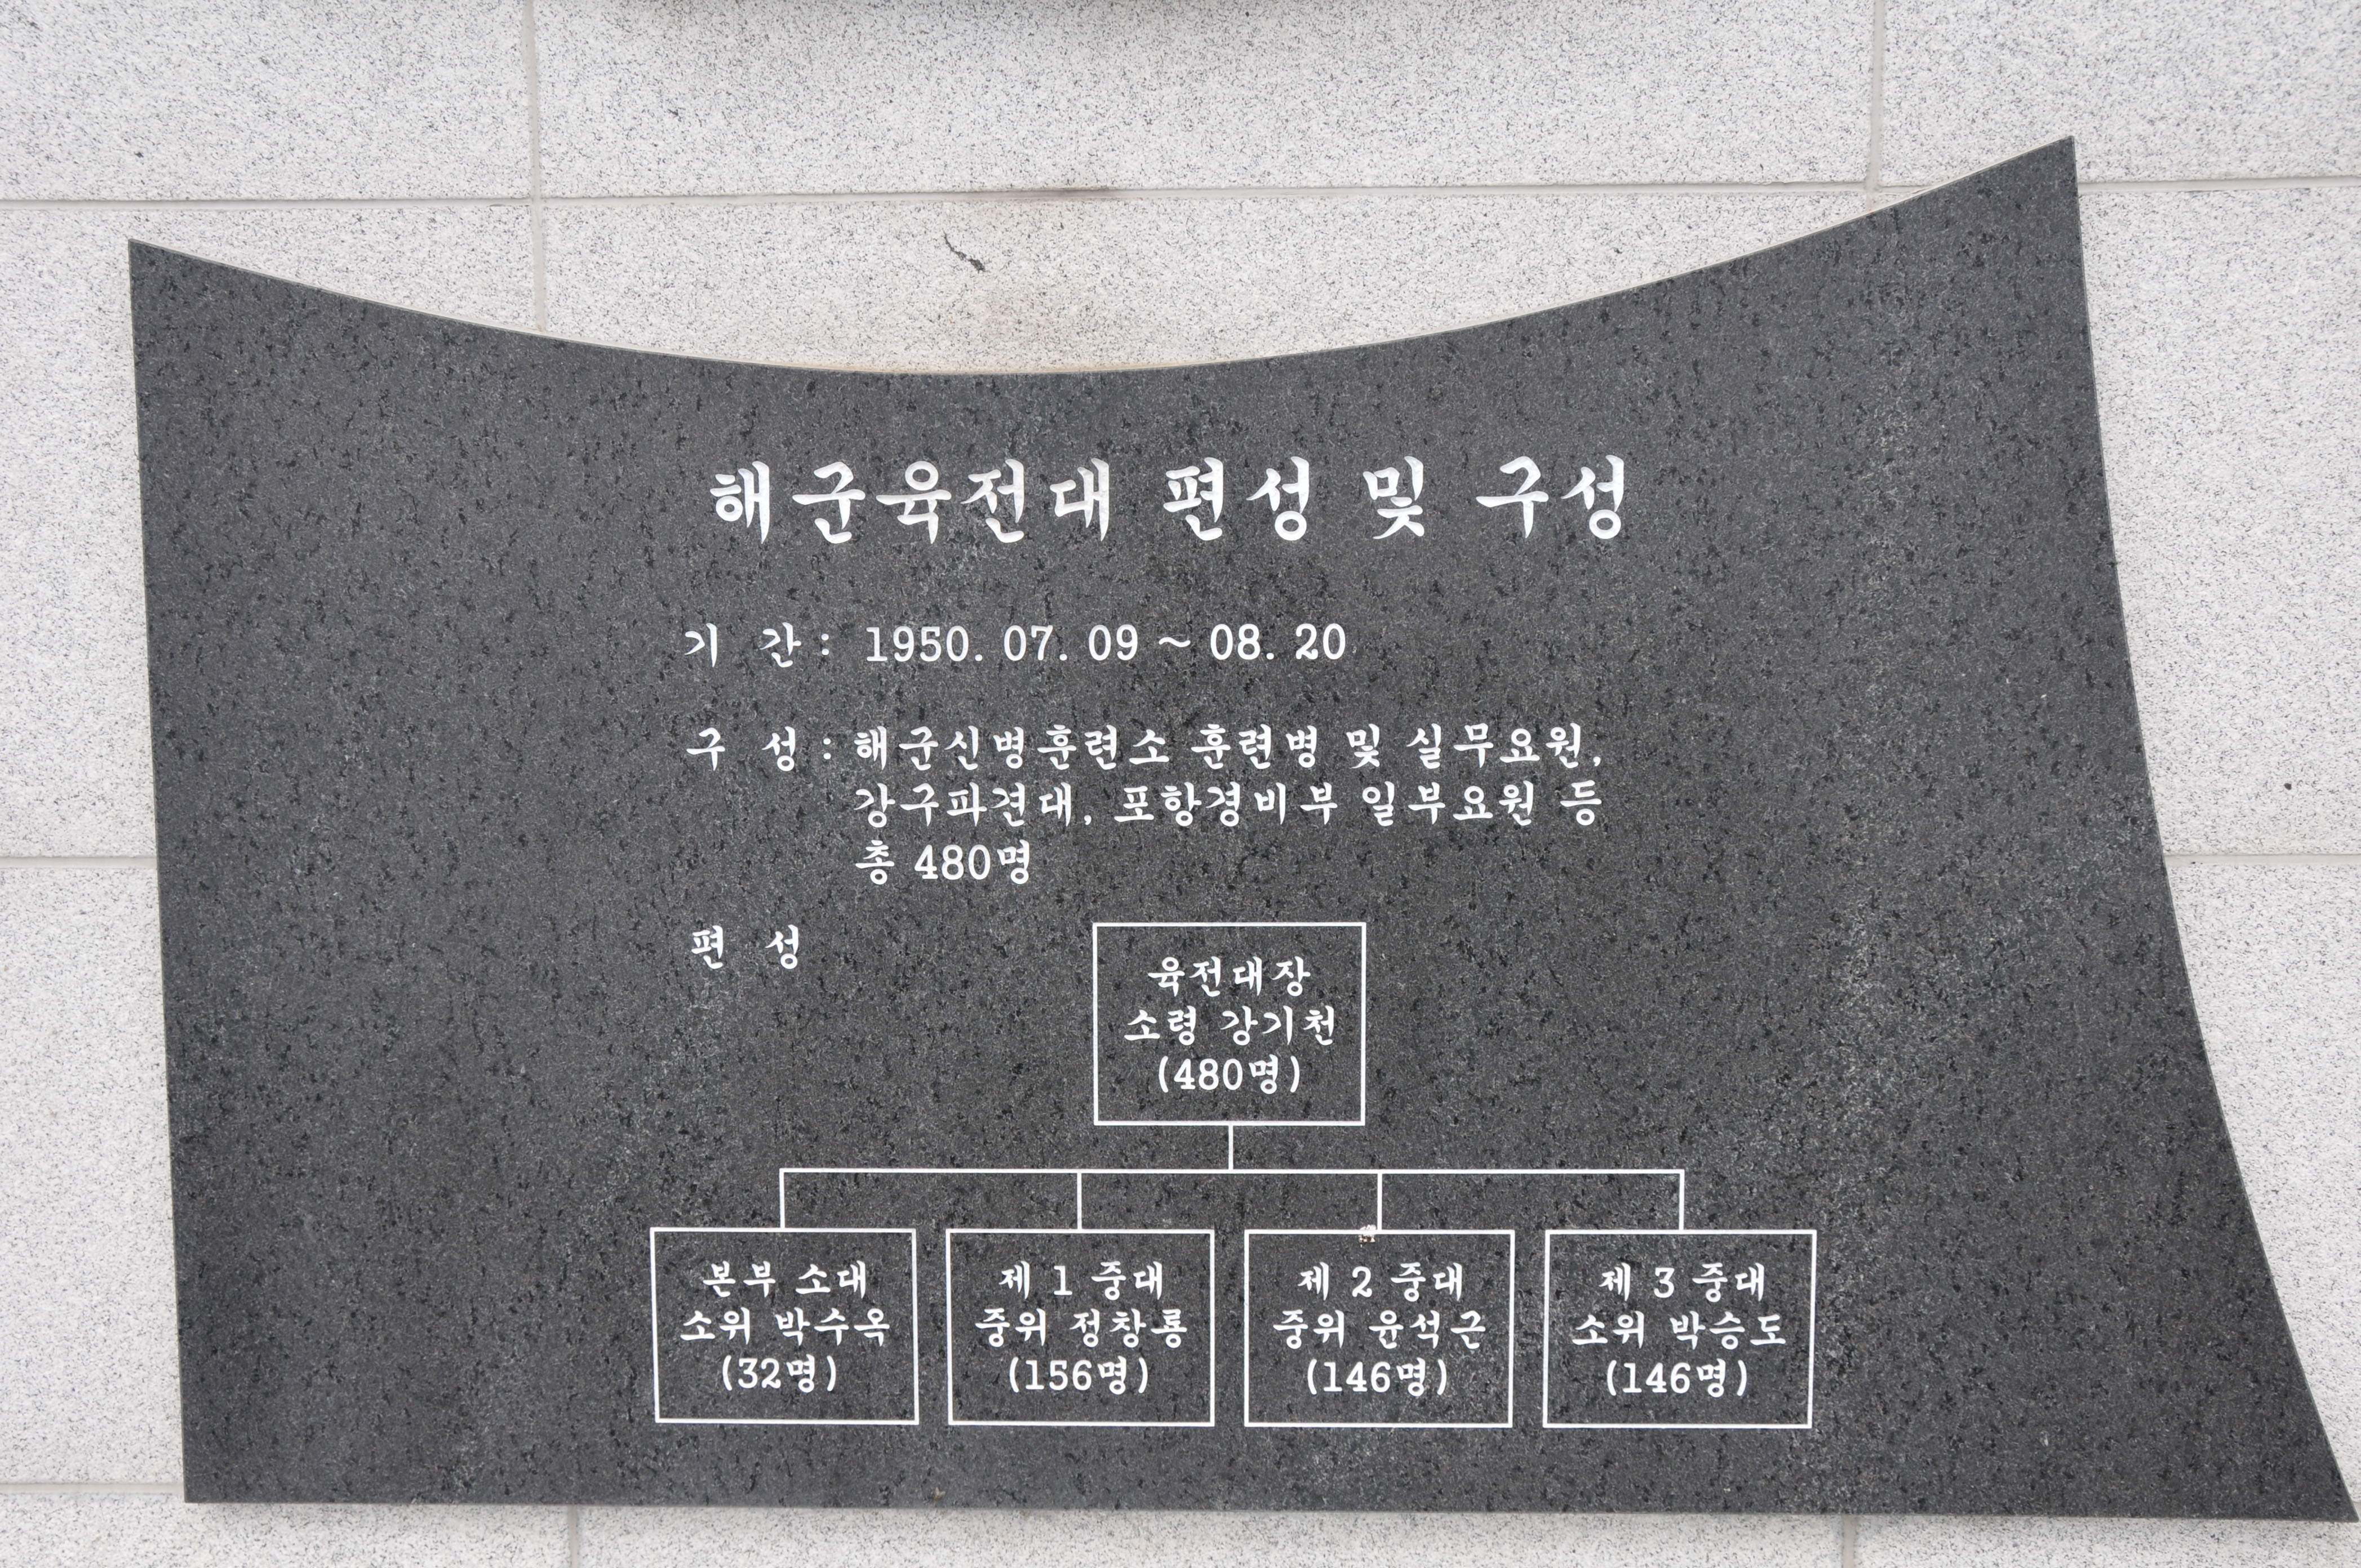 해군육전대 편성 및 구성
기 간 : 1950. 07. 09 ~ 08. 20
구 성 : 해군신병훈련소 훈련병 및 실무요원,
강구파견대, 포항경비부 일부요원 등
총 480명
편 성
육전대장
소령 강기천
(480명)
본부 소대
소위 박수옥
(32명)
제 1 중대
중위 정창룡
(156명)
제 2 중대
중위 윤석근
(146명)
제 3 중대
소위 박승도
(146명)